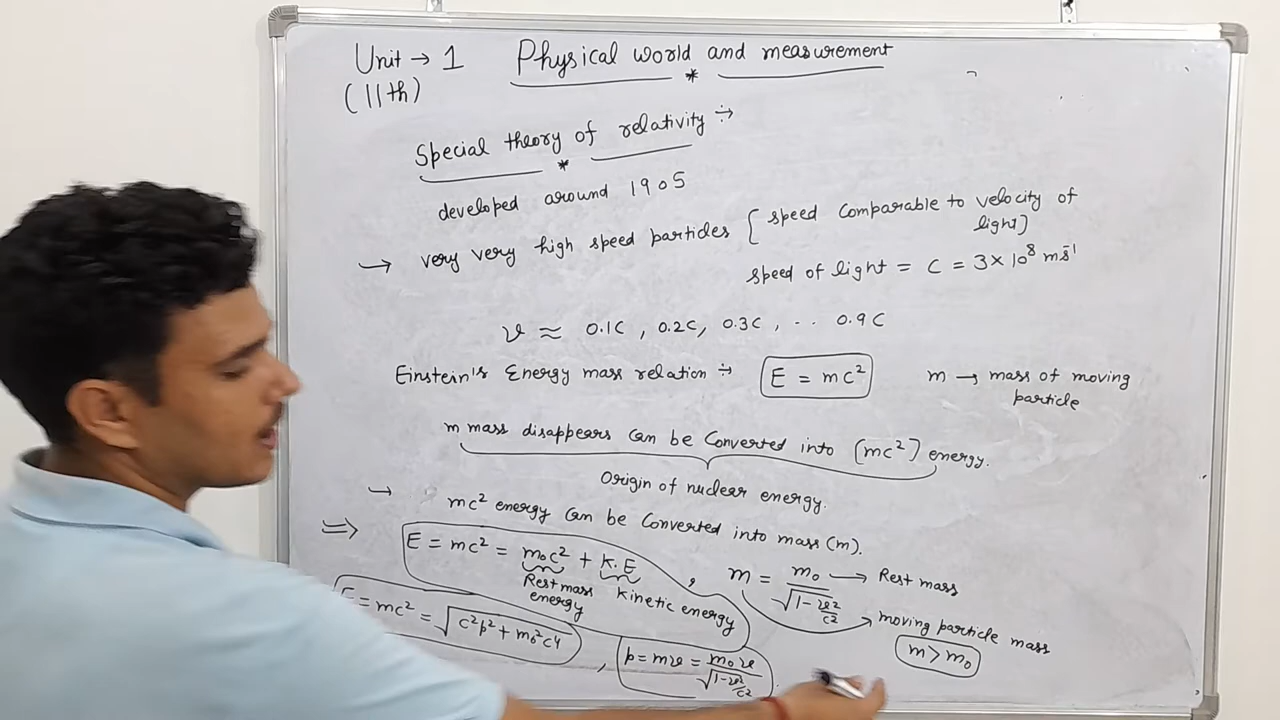 Unit → 1 Physical world and measurement
(11th)
Special theory of relativity ÷→
developed around 1905
→ very very high speed particles [speed comparable to velocity of light]
speed of light = C = 3 × 10⁸ ms⁻¹
v ≈ 0.1C, 0.2C, 0.3C, .. 0.9C
Einstein's Energy mass relation ÷→ E = mc² m → mass of moving particle
m mass disappears can be converted into (mc²) energy.
Origin of nuclear energy.
→ mc² energy can be converted into mass (m).
⇒ E = mc² = m₀c² + K.E , m = m₀/√(1-v²/c²) → Rest mass
Rest mass energy Kinetic energy
moving particle mass
m > m₀
E = mc² = √(c²p² + m₀²c⁴) , p = mv = m₀v/√(1-v²/c²)